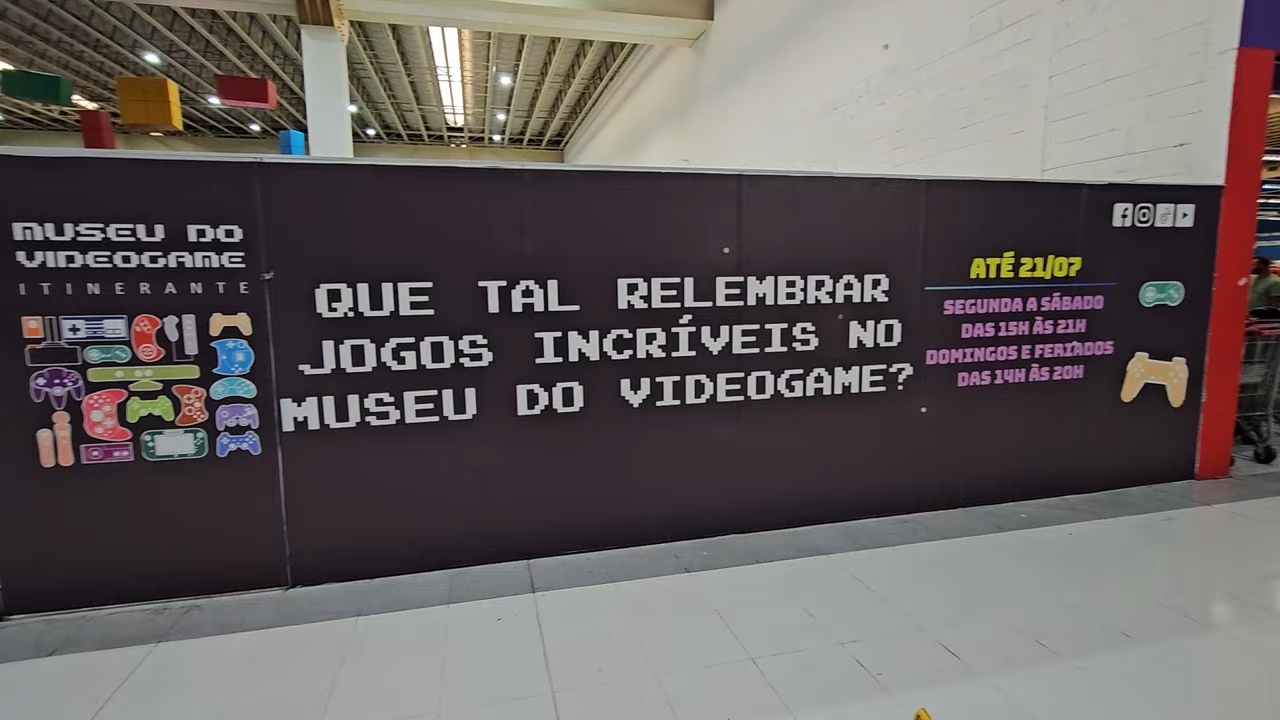 MUSEU DO
VIDEOGAME
ITINERANTE
QUE TAL RELEMBRAR
JOGOS INCRÍVEIS NO
MUSEU DO VIDEOGAME?
ATÉ 21/07
SEGUNDA A SÁBADO
DAS 15H ÀS 21H
DOMINGOS E FERIADOS
DAS 14H ÀS 20H